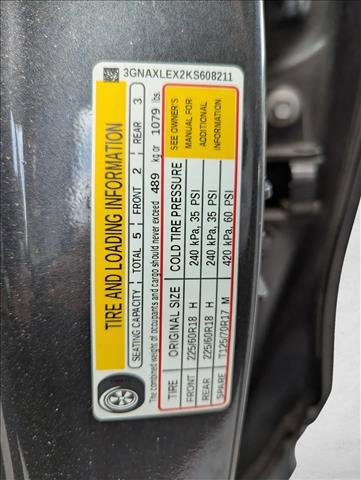 3GNAXLEX2KS608211
TIRE AND LOADING INFORMATION
SEATING CAPACITY TOTAL 5 FRONT 2 REAR 3
The combined weight of occupants and cargo should never exceed 489 kg or 1079 lbs.
TIRE ORIGINAL SIZE COLD TIRE PRESSURE
FRONT 225/60R18 H 240 kPa, 35 PSI
REAR 225/60R18 H 240 kPa, 35 PSI
SPARE T125/70R17 M 420 kPa, 60 PSI
SEE OWNER'S
MANUAL FOR
ADDITIONAL
INFORMATION